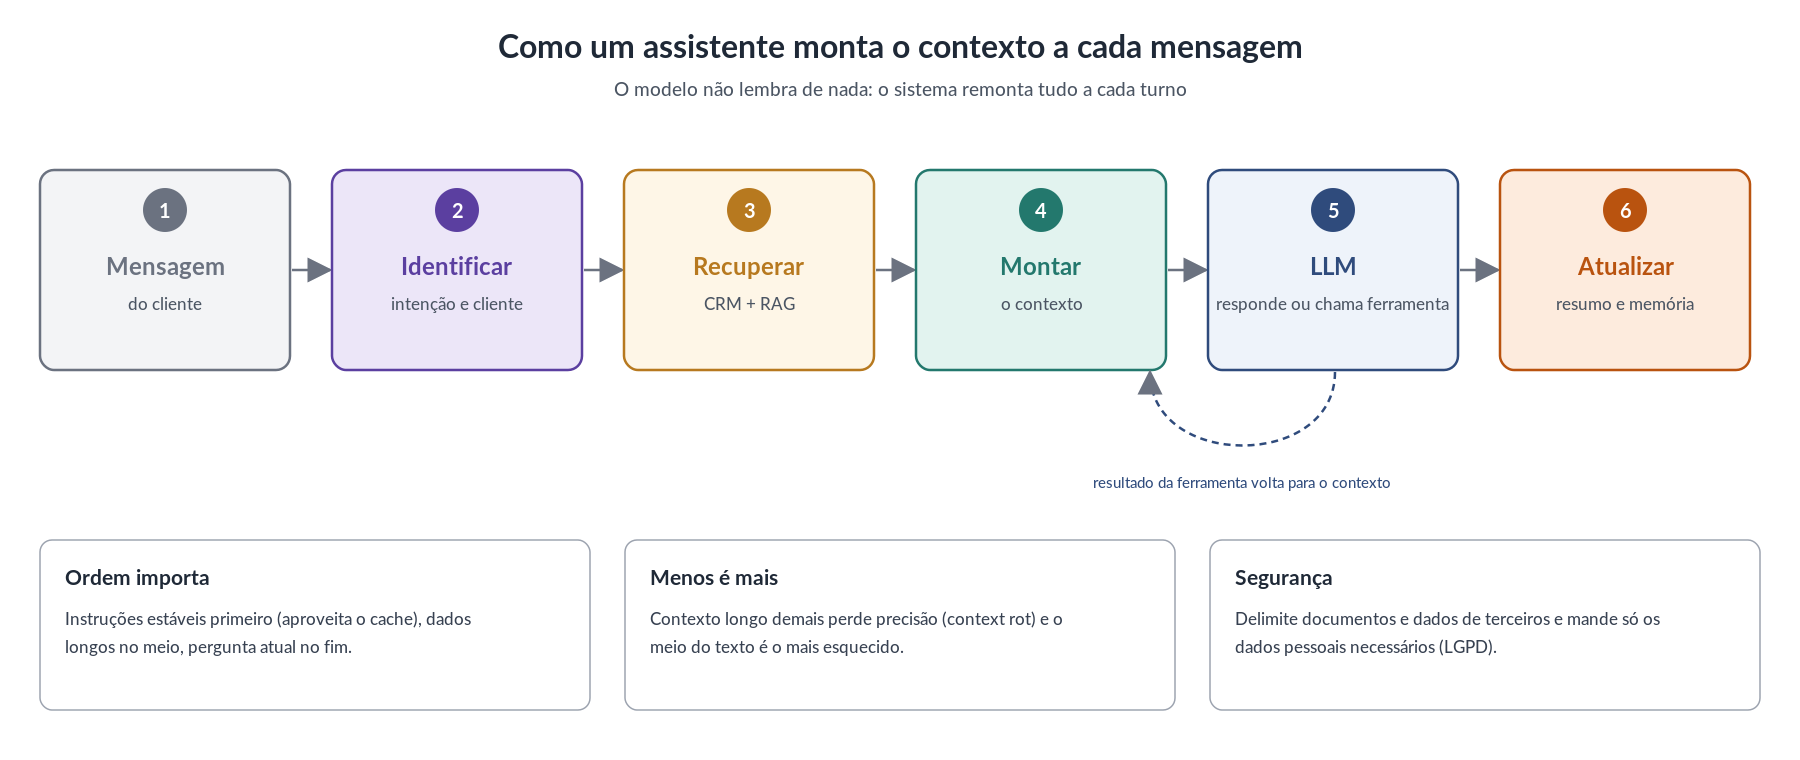 Como um assistente monta o contexto a cada mensagem
O modelo não lembra de nada: o sistema remonta tudo a cada turno
1
Mensagem
do cliente
2
Identificar
intenção e cliente
3
Recuperar
CRM + RAG
4
Montar
o contexto
5
LLM
responde ou chama ferramenta
6
Atualizar
resumo e memória
resultado da ferramenta volta para o contexto
Ordem importa
Instruções estáveis primeiro (aproveita o cache), dados
longos no meio, pergunta atual no fim.
Menos é mais
Contexto longo demais perde precisão (context rot) e o
meio do texto é o mais esquecido.
Segurança
Delimite documentos e dados de terceiros e mande só os
dados pessoais necessários (LGPD).